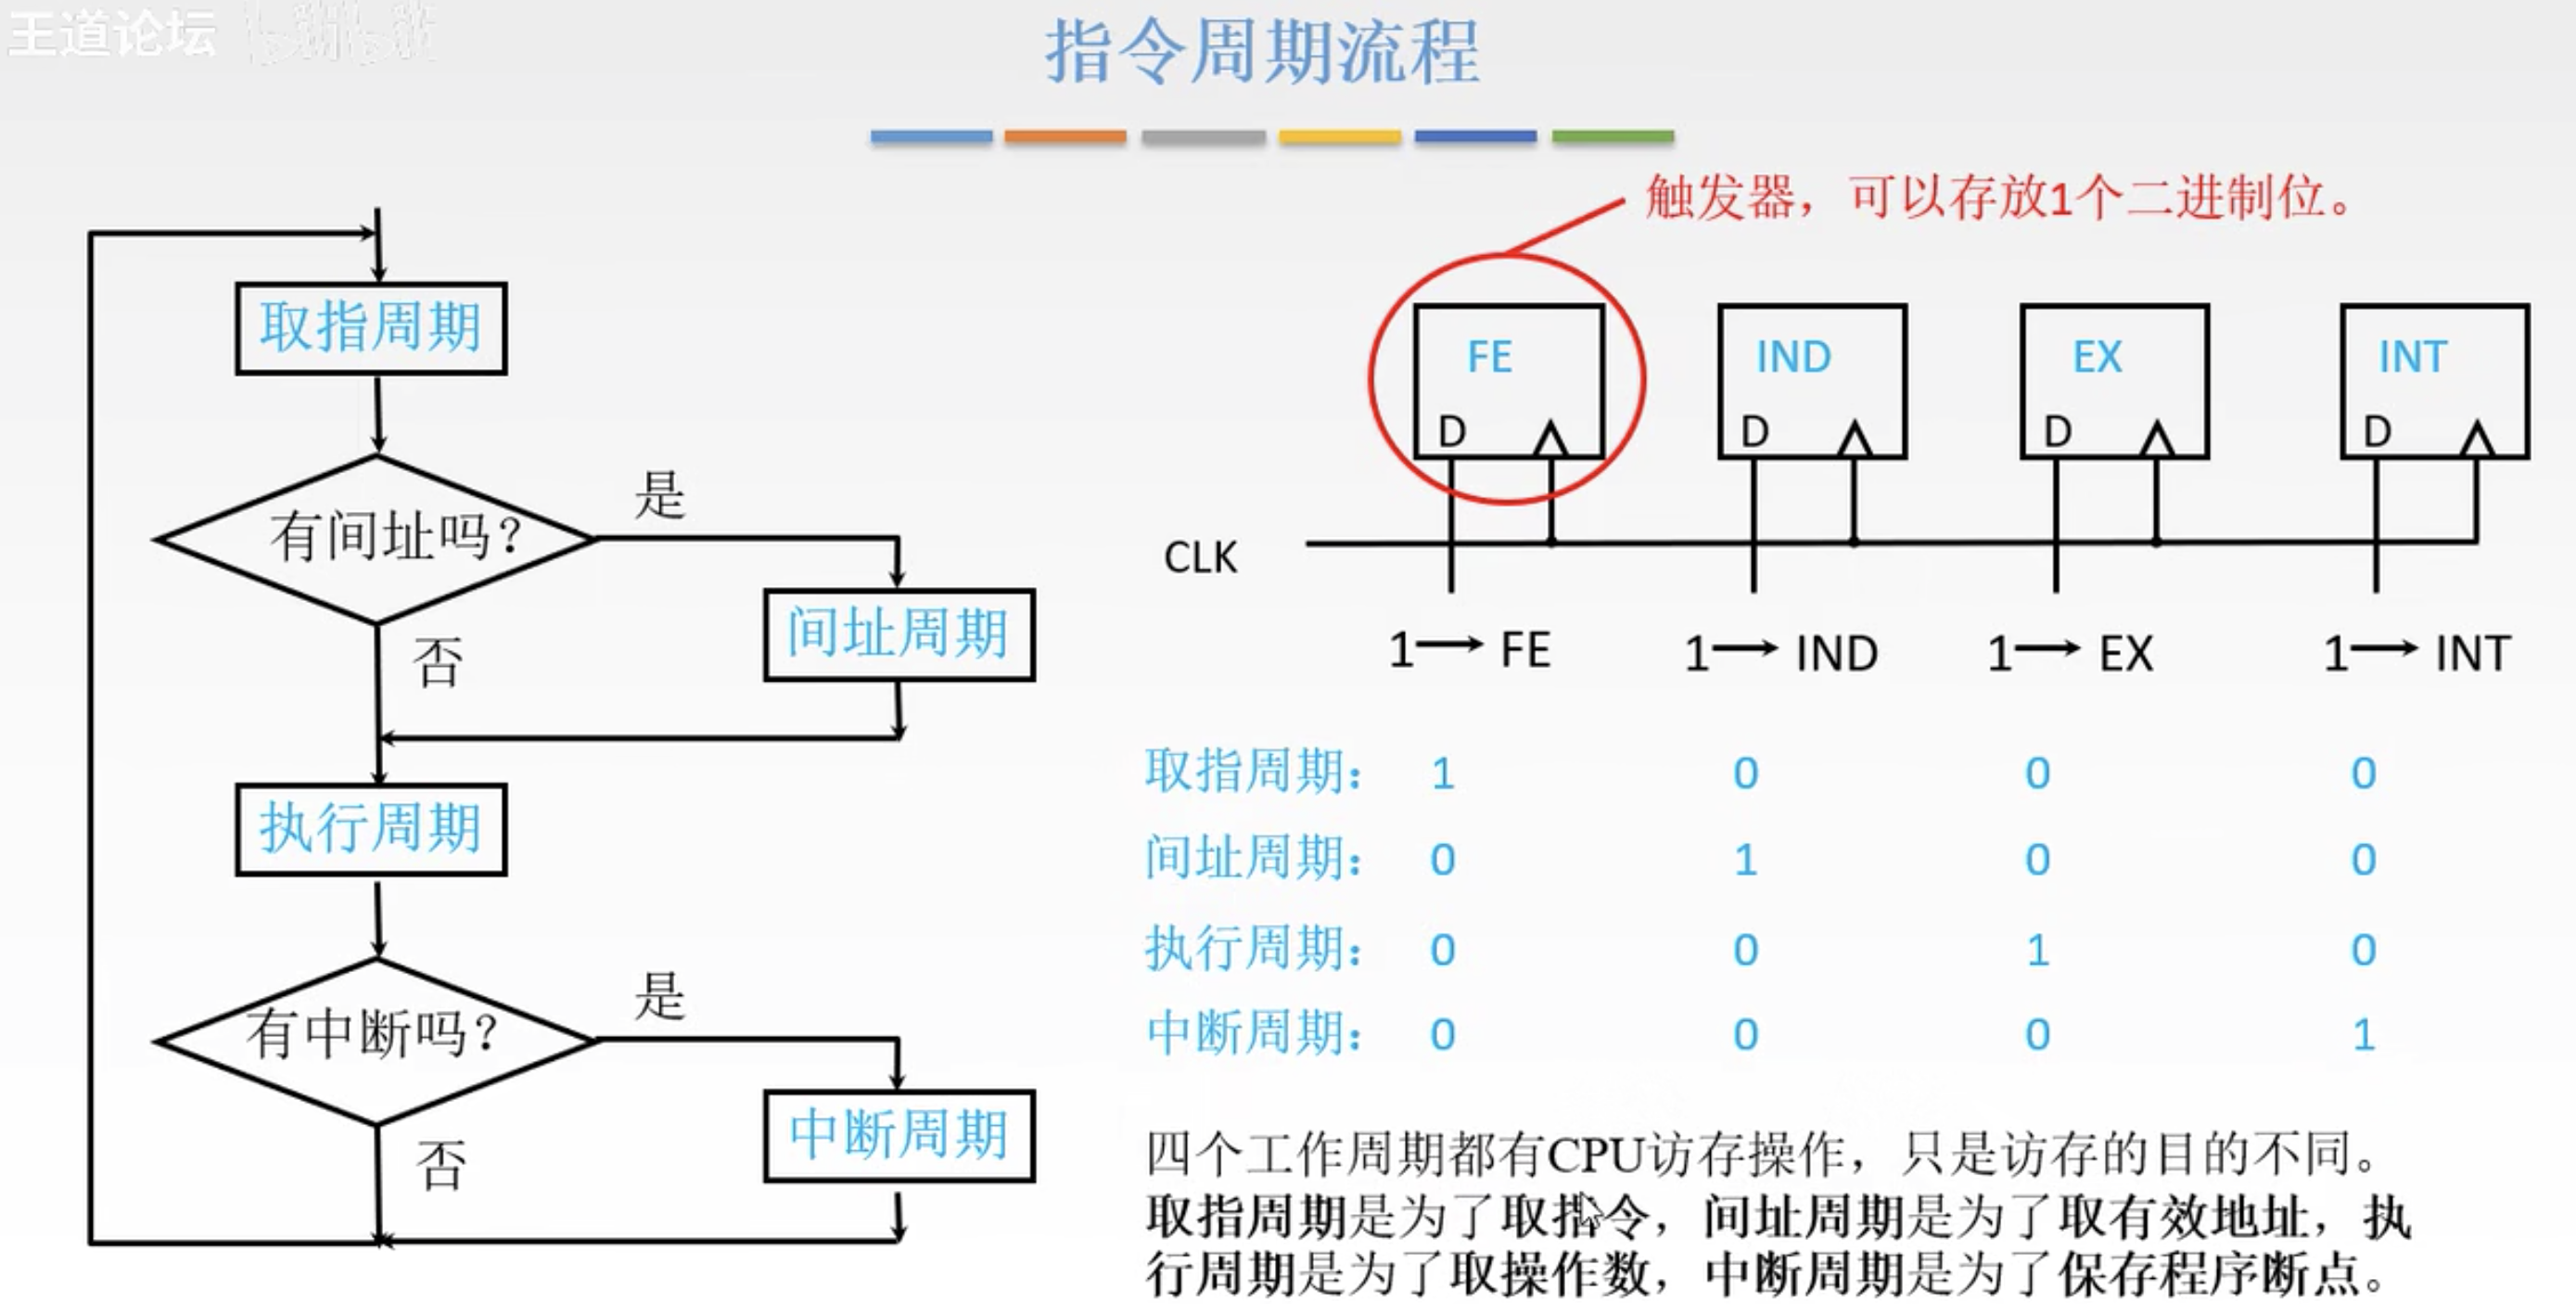 王道论坛 bilibili
指令周期流程
触发器，可以存放1个二进制位。
取指周期
有间址吗？
是
间址周期
否
执行周期
有中断吗？
是
中断周期
否
FE IND EX INT
D D D D
CLK
1→ FE 1→ IND 1→ EX 1→ INT
取指周期： 1 0 0 0
间址周期： 0 1 0 0
执行周期： 0 0 1 0
中断周期： 0 0 0 1
四个工作周期都有CPU访存操作，只是访存的目的不同。
取指周期是为了取指令，间址周期是为了取有效地址，执
行周期是为了取操作数，中断周期是为了保存程序断点。